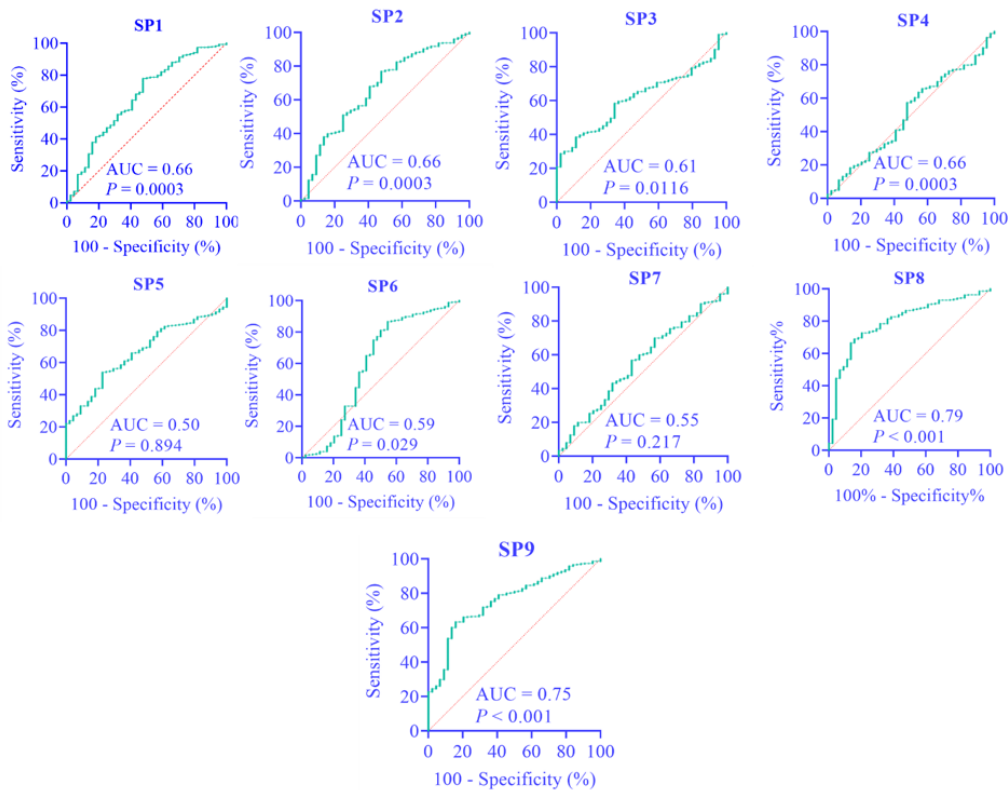 SP1
100
80
60
40
20
0
Sensitivity (%)
AUC = 0.66
P = 0.0003
0 20 40 60 80 100
100 - Specificity (%)
SP2
100
80
60
40
20
0
Sensitivity (%)
AUC = 0.66
P = 0.0003
0 20 40 60 80 100
100 - Specificity (%)
SP3
100
80
60
40
20
0
Sensitivity (%)
AUC = 0.61
P = 0.0116
0 20 40 60 80 100
100 - Specificity (%)
SP4
100
80
60
40
20
0
Sensitivity (%)
AUC = 0.66
P = 0.0003
0 20 40 60 80 100
100 - Specificity (%)
SP5
100
80
60
40
20
0
Sensitivity (%)
AUC = 0.50
P = 0.894
0 20 40 60 80 100
100 - Specificity (%)
SP6
100
80
60
40
20
0
Sensitivity (%)
AUC = 0.59
P = 0.029
0 20 40 60 80 100
100 - Specificity (%)
SP7
100
80
60
40
20
0
Sensitivity (%)
AUC = 0.55
P = 0.217
0 20 40 60 80 100
100 - Specificity (%)
SP8
100
80
60
40
20
0
Sensitivity%
AUC = 0.79
P < 0.001
0 20 40 60 80 100
100% - Specificity%
SP9
100
80
60
40
20
0
Sensitivity (%)
AUC = 0.75
P < 0.001
0 20 40 60 80 100
100 - Specificity (%)